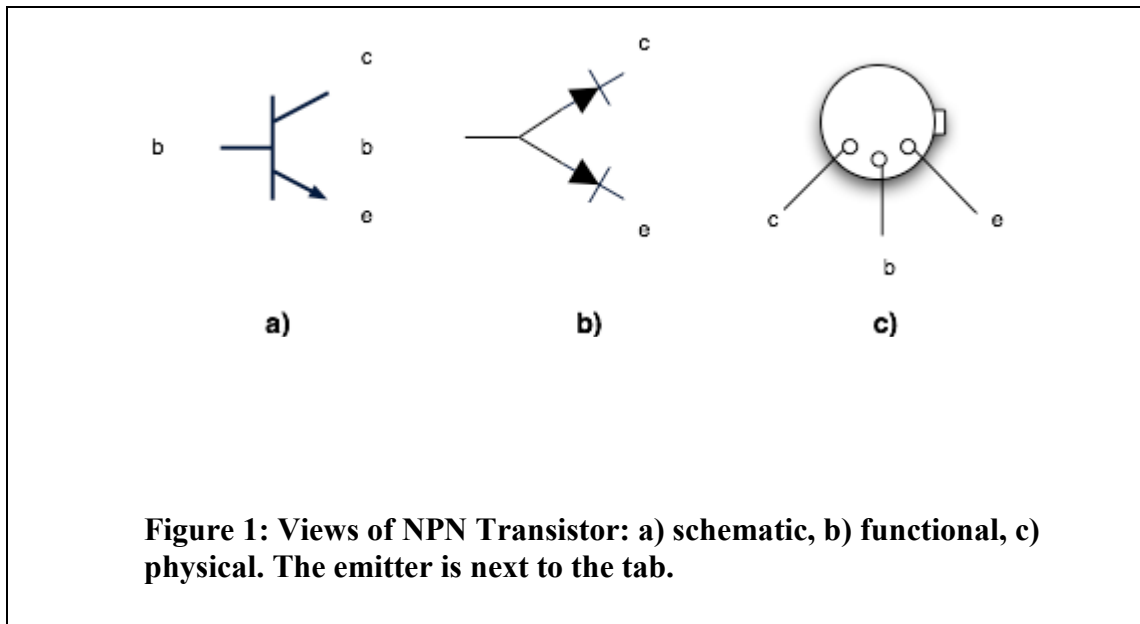 c
b
b
e
a)
c
e
b)
c
b
e
c)
Figure 1: Views of NPN Transistor: a) schematic, b) functional, c)
physical. The emitter is next to the tab.